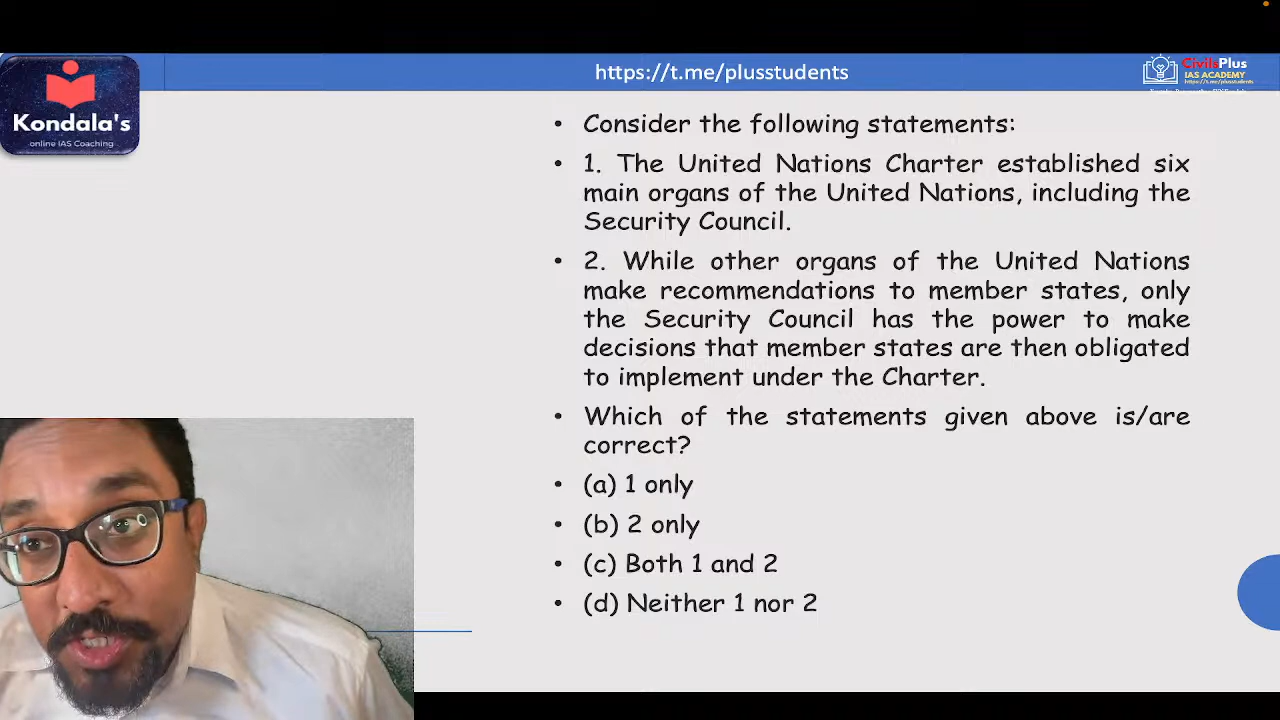 https://t.me/plusstudents
CivilsPlus
IAS ACADEMY
https://t.me/plusstudents
Kondala's
online IAS Coaching
• Consider the following statements:
• 1. The United Nations Charter established six
main organs of the United Nations, including the
Security Council.
• 2. While other organs of the United Nations
make recommendations to member states, only
the Security Council has the power to make
decisions that member states are then obligated
to implement under the Charter.
• Which of the statements given above is/are
correct?
• (a) 1 only
• (b) 2 only
• (c) Both 1 and 2
• (d) Neither 1 nor 2